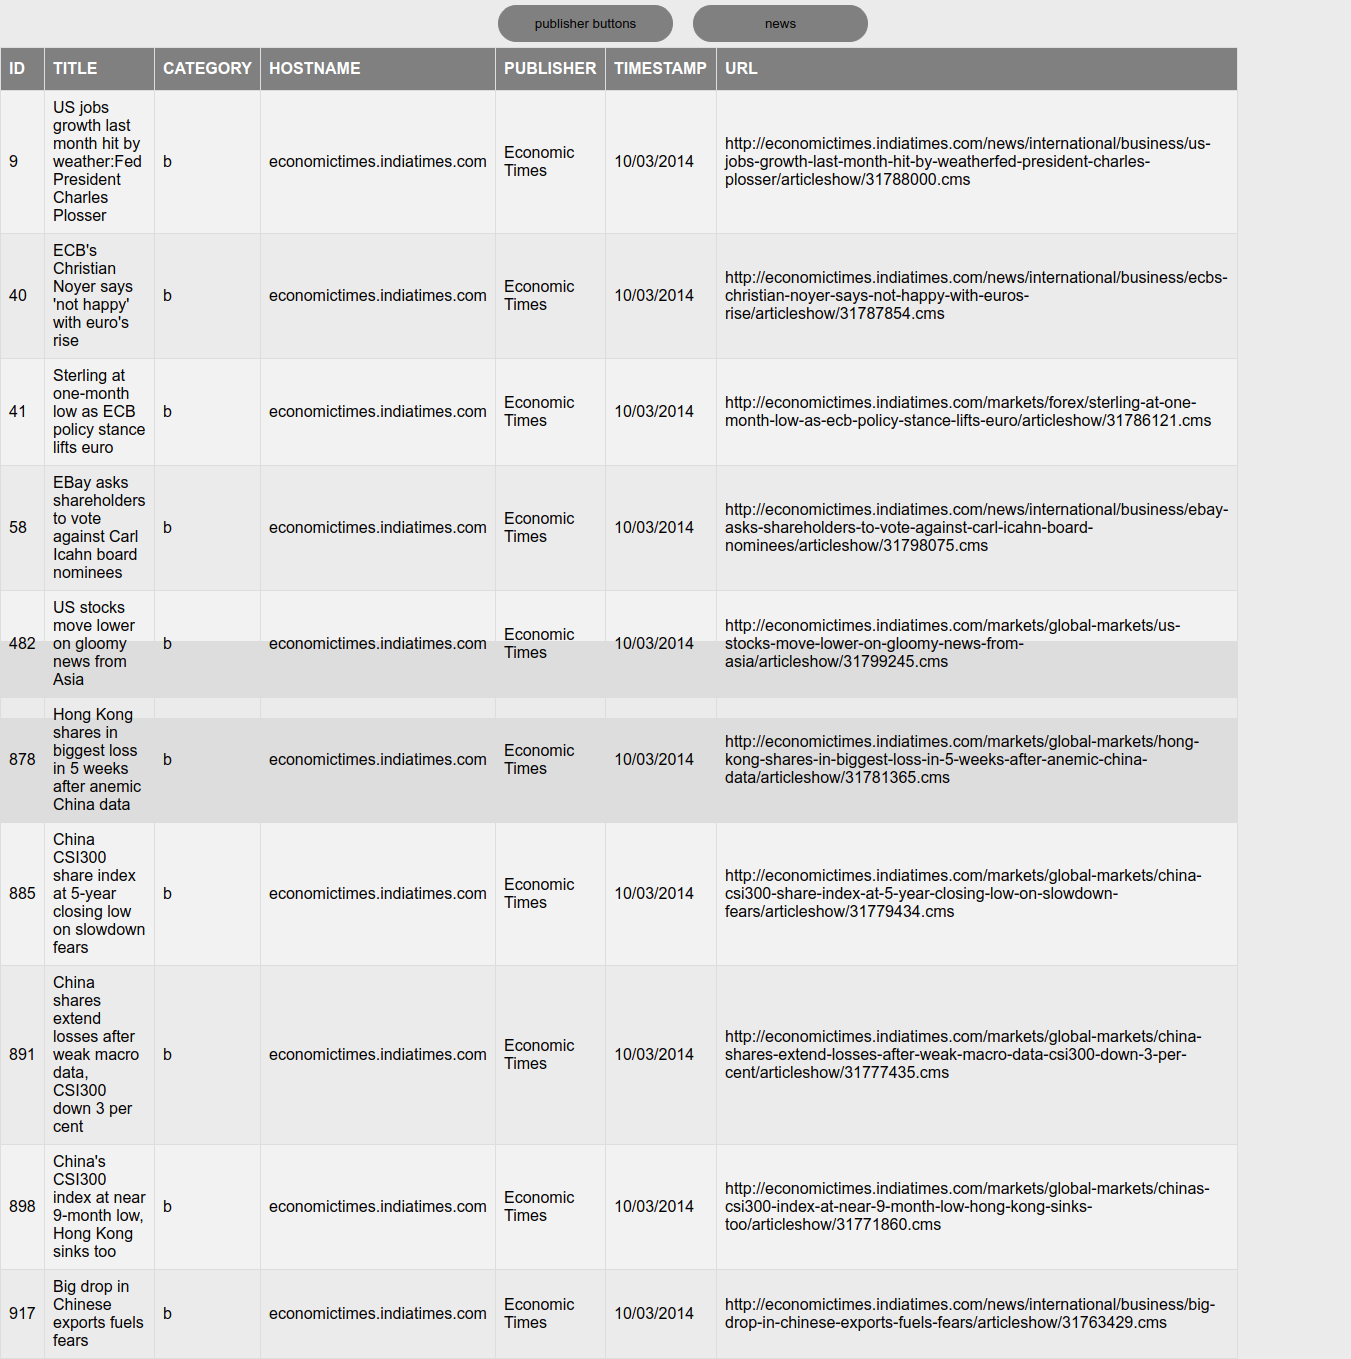 publisher buttons news
ID TITLE CATEGORY HOSTNAME PUBLISHER TIMESTAMP URL
9
US jobs
growth last
month hit by
weather:Fed
President
Charles
Plosser
b
economictimes.indiatimes.com
Economic
Times
10/03/2014
http://economictimes.indiatimes.com/news/international/business/us-
jobs-growth-last-month-hit-by-weatherfed-president-charles-
plosser/articleshow/31788000.cms
40
ECB's
Christian
Noyer says
'not happy'
with euro's
rise
b
economictimes.indiatimes.com
Economic
Times
10/03/2014
http://economictimes.indiatimes.com/news/international/business/ecbs-
christian-noyer-says-not-happy-with-euros-
rise/articleshow/31787854.cms
41
Sterling at
one-month
low as ECB
policy stance
lifts euro
b
economictimes.indiatimes.com
Economic
Times
10/03/2014
http://economictimes.indiatimes.com/markets/forex/sterling-at-one-
month-low-as-ecb-policy-stance-lifts-euro/articleshow/31786121.cms
58
EBay asks
shareholders
to vote
against Carl
Icahn board
nominees
b
economictimes.indiatimes.com
Economic
Times
10/03/2014
http://economictimes.indiatimes.com/news/international/business/ebay-
asks-shareholders-to-vote-against-carl-icahn-board-
nominees/articleshow/31798075.cms
482
US stocks
move lower
on gloomy
news from
Asia
b
economictimes.indiatimes.com
Economic
Times
10/03/2014
http://economictimes.indiatimes.com/markets/global-markets/us-
stocks-move-lower-on-gloomy-news-from-
asia/articleshow/31799245.cms
878
Hong Kong
shares in
biggest loss
in 5 weeks
after anemic
China data
b
economictimes.indiatimes.com
Economic
Times
10/03/2014
http://economictimes.indiatimes.com/markets/global-markets/hong-
kong-shares-in-biggest-loss-in-5-weeks-after-anemic-china-
data/articleshow/31781365.cms
885
China
CSI300
share index
at 5-year
closing low
on slowdown
fears
b
economictimes.indiatimes.com
Economic
Times
10/03/2014
http://economictimes.indiatimes.com/markets/global-markets/china-
csi300-share-index-at-5-year-closing-low-on-slowdown-
fears/articleshow/31779434.cms
891
China
shares
extend
losses after
weak macro
data,
CSI300
down 3 per
cent
b
economictimes.indiatimes.com
Economic
Times
10/03/2014
http://economictimes.indiatimes.com/markets/global-markets/china-
shares-extend-losses-after-weak-macro-data-csi300-down-3-per-
cent/articleshow/31777435.cms
898
China's
CSI300
index at near
9-month low,
Hong Kong
sinks too
b
economictimes.indiatimes.com
Economic
Times
10/03/2014
http://economictimes.indiatimes.com/markets/global-markets/chinas-
csi300-index-at-near-9-month-low-hong-kong-sinks-
too/articleshow/31771860.cms
917
Big drop in
Chinese
exports fuels
fears
b
economictimes.indiatimes.com
Economic
Times
10/03/2014
http://economictimes.indiatimes.com/news/international/business/big-
drop-in-chinese-exports-fuels-fears/articleshow/31763429.cms